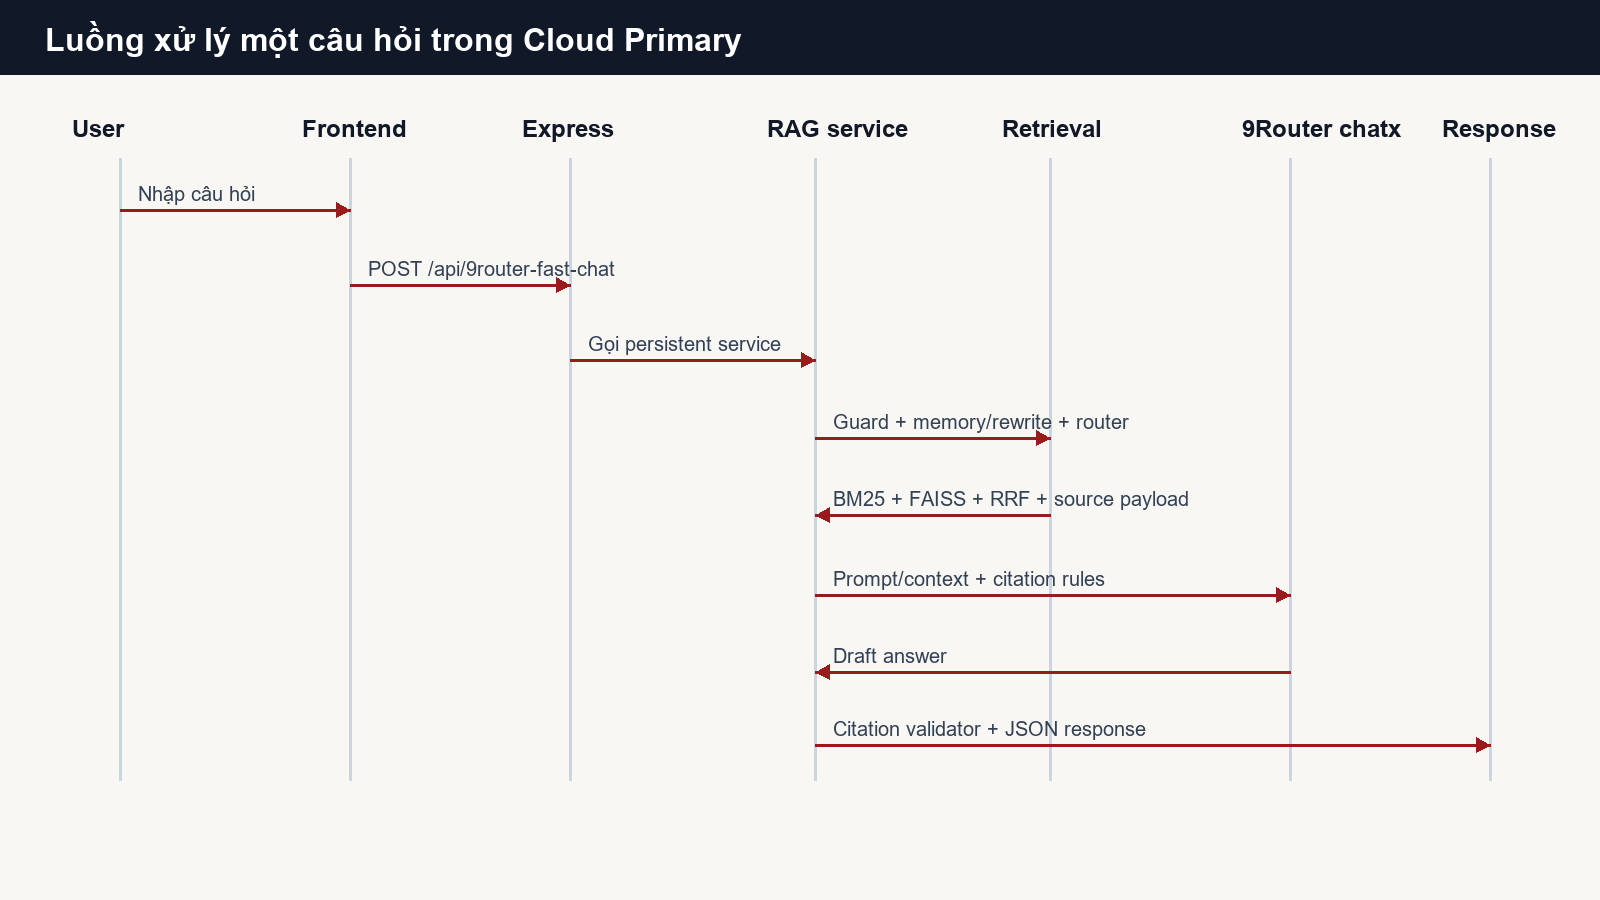 Luồng xử lý một câu hỏi trong Cloud Primary
User Frontend Express RAG service Retrieval 9Router chatx Response
Nhập câu hỏi
POST /api/9router-fast-chat
Gọi persistent service
Guard + memory/rewrite + router
BM25 + FAISS + RRF + source payload
Prompt/context + citation rules
Draft answer
Citation validator + JSON response